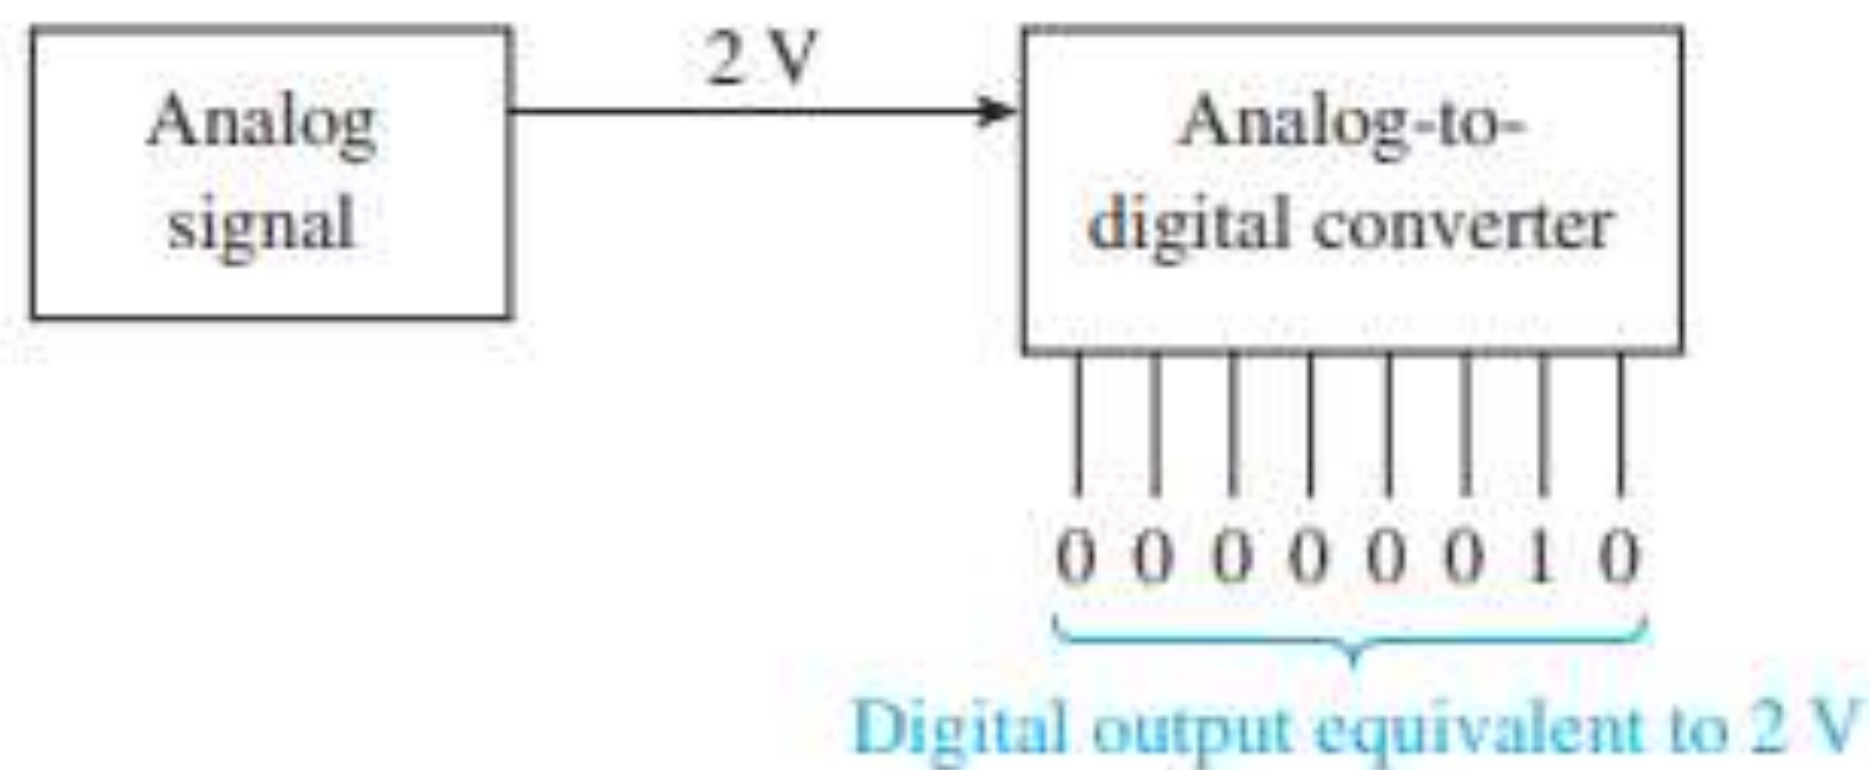 2 V
Analog
signal
Analog-to-
digital converter
0 0 0 0 0 0 1 0
Digital output equivalent to 2 V